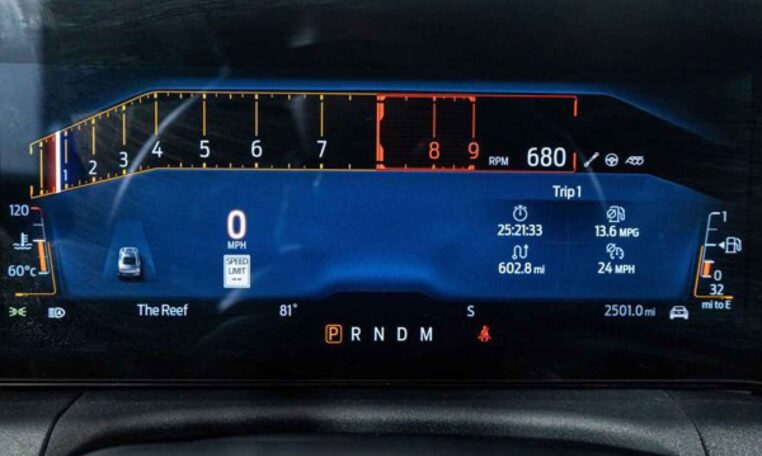 1 2 3 4 5 6 7 8 9 RPM 680
Trip 1
120
0
MPH
25:21:33
13.6 MPG
1
SPEED
LIMIT
--
60°C
602.8 mi
24 MPH
0
32
mi to E
The Reef 81° S 2501.0 mi
P R N D M